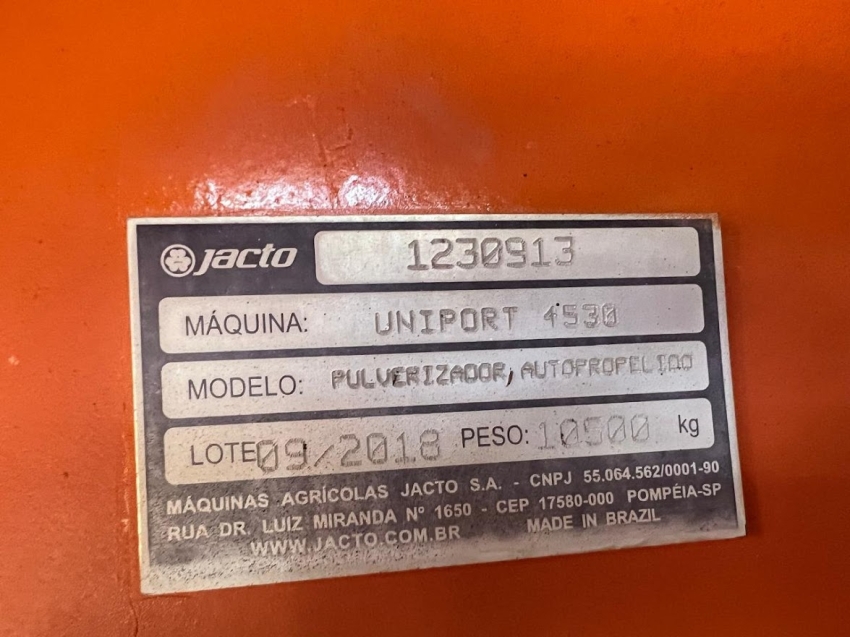 Jacto 1230913
MÁQUINA: UNIPORT 4530
MODELO: PULVERIZADOR, AUTOPROPELIDO
LOTE 09/2018 PESO: 10500 kg
MÁQUINAS AGRÍCOLAS JACTO S.A. - CNPJ 55.064.562/0001-90
RUA DR. LUIZ MIRANDA Nº 1650 - CEP 17580-000 POMPÉIA-SP
WWW.JACTO.COM.BR MADE IN BRAZIL